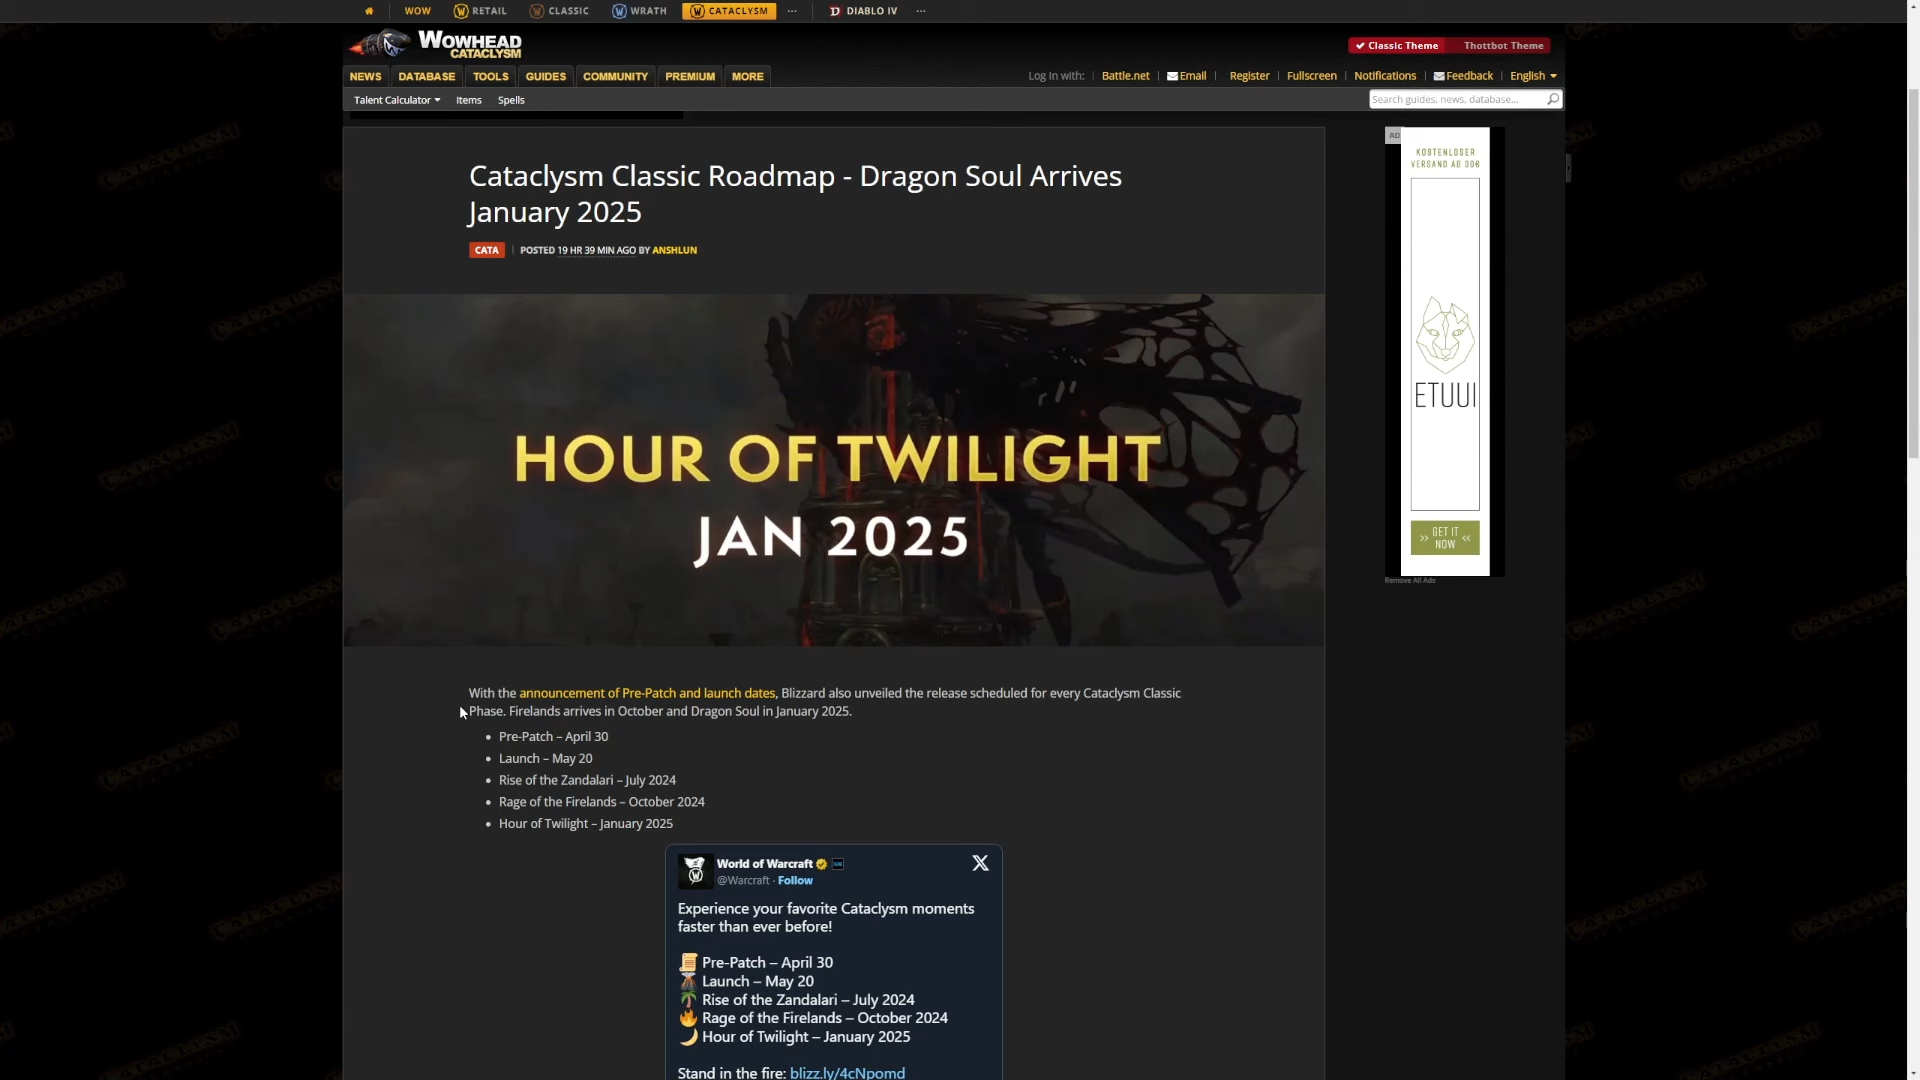 WOW RETAIL CLASSIC WRATH CATACLYSM ... DIABLO IV ...
WOWHEAD
CATACLYSM
Classic Theme Thottbot Theme
NEWS DATABASE TOOLS GUIDES COMMUNITY PREMIUM MORE
Log In with: Battle.net Email Register Fullscreen Notifications Feedback English
Talent Calculator Items Spells
Search guides, news, database...
Cataclysm Classic Roadmap - Dragon Soul Arrives
January 2025
CATA | POSTED 19 HR 39 MIN AGO BY ANSHLUN
HOUR OF TWILIGHT
JAN 2025
AD
KOSTENLOSER
VERSAND AB 30€
ETUUI
>> GET IT NOW <<
Remove All Ads
With the announcement of Pre-Patch and launch dates, Blizzard also unveiled the release scheduled for every Cataclysm Classic
Phase. Firelands arrives in October and Dragon Soul in January 2025.
• Pre-Patch – April 30
• Launch – May 20
• Rise of the Zandalari – July 2024
• Rage of the Firelands – October 2024
• Hour of Twilight – January 2025
World of Warcraft
@Warcraft · Follow
Experience your favorite Cataclysm moments
faster than ever before!
📜 Pre-Patch – April 30
🌋 Launch – May 20
🌴 Rise of the Zandalari – July 2024
🔥 Rage of the Firelands – October 2024
🌙 Hour of Twilight – January 2025
Stand in the fire: blizz.ly/4cNpomd